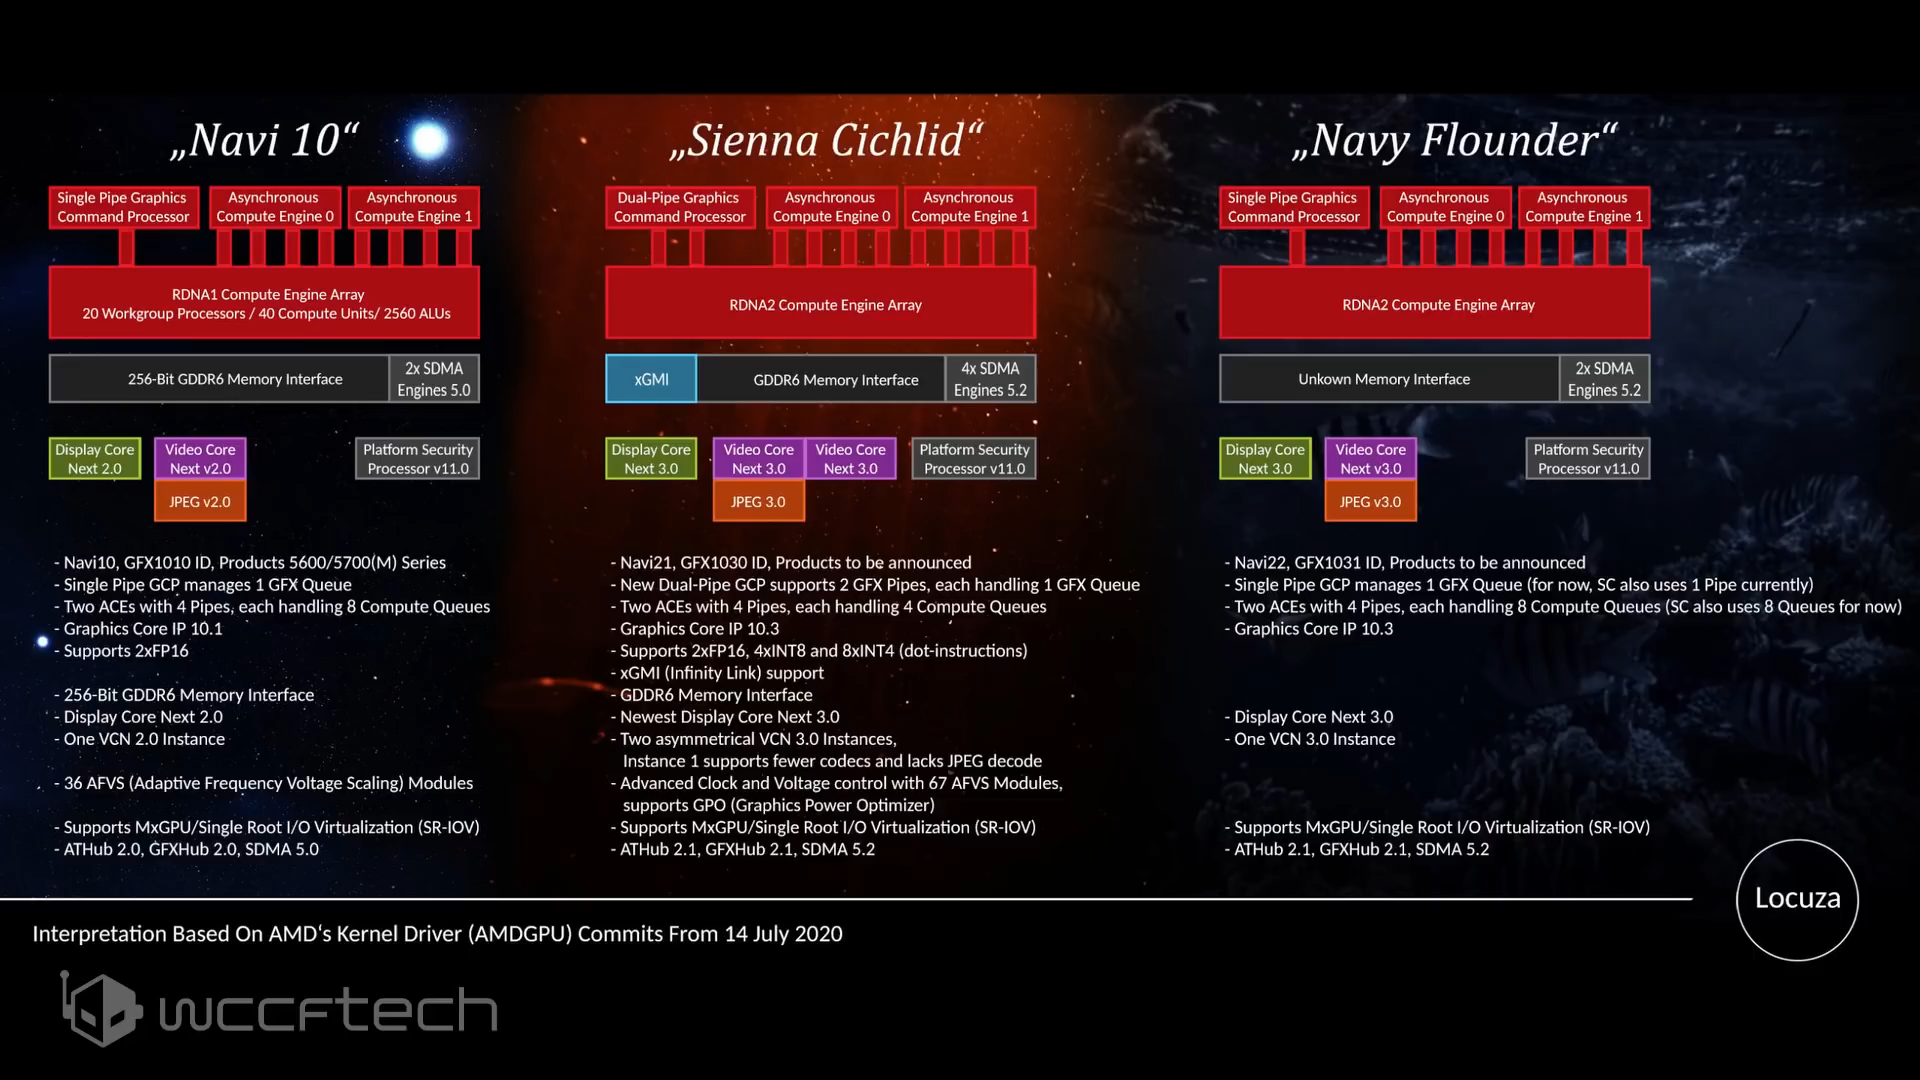 „Navi 10“
Single Pipe Graphics
Command Processor
Asynchronous
Compute Engine 0
Asynchronous
Compute Engine 1
RDNA1 Compute Engine Array
20 Workgroup Processors / 40 Compute Units/ 2560 ALUs
256-Bit GDDR6 Memory Interface
2x SDMA
Engines 5.0
Display Core
Next 2.0
Video Core
Next v2.0
JPEG v2.0
Platform Security
Processor v11.0
- Navi10, GFX1010 ID, Products 5600/5700(M) Series
- Single Pipe GCP manages 1 GFX Queue
- Two ACEs with 4 Pipes, each handling 8 Compute Queues
- Graphics Core IP 10.1
- Supports 2xFP16
- 256-Bit GDDR6 Memory Interface
- Display Core Next 2.0
- One VCN 2.0 Instance
- 36 AFVS (Adaptive Frequency Voltage Scaling) Modules
- Supports MxGPU/Single Root I/O Virtualization (SR-IOV)
- ATHub 2.0, GFXHub 2.0, SDMA 5.0
„Sienna Cichlid“
Dual-Pipe Graphics
Command Processor
Asynchronous
Compute Engine 0
Asynchronous
Compute Engine 1
RDNA2 Compute Engine Array
xGMI
GDDR6 Memory Interface
4x SDMA
Engines 5.2
Display Core
Next 3.0
Video Core
Next 3.0
Video Core
Next 3.0
JPEG 3.0
Platform Security
Processor v11.0
- Navi21, GFX1030 ID, Products to be announced
- New Dual-Pipe GCP supports 2 GFX Pipes, each handling 1 GFX Queue
- Two ACEs with 4 Pipes, each handling 4 Compute Queues
- Graphics Core IP 10.3
- Supports 2xFP16, 4xINT8 and 8xINT4 (dot-instructions)
- xGMI (Infinity Link) support
- GDDR6 Memory Interface
- Newest Display Core Next 3.0
- Two asymmetrical VCN 3.0 Instances,
Instance 1 supports fewer codecs and lacks JPEG decode
- Advanced Clock and Voltage control with 67 AFVS Modules,
supports GPO (Graphics Power Optimizer)
- Supports MxGPU/Single Root I/O Virtualization (SR-IOV)
- ATHub 2.1, GFXHub 2.1, SDMA 5.2
„Navy Flounder“
Single Pipe Graphics
Command Processor
Asynchronous
Compute Engine 0
Asynchronous
Compute Engine 1
RDNA2 Compute Engine Array
Unkown Memory Interface
2x SDMA
Engines 5.2
Display Core
Next 3.0
Video Core
Next v3.0
JPEG v3.0
Platform Security
Processor v11.0
- Navi22, GFX1031 ID, Products to be announced
- Single Pipe GCP manages 1 GFX Queue (for now, SC also uses 1 Pipe currently)
- Two ACEs with 4 Pipes, each handling 8 Compute Queues (SC also uses 8 Queues for now)
- Graphics Core IP 10.3
- Display Core Next 3.0
- One VCN 3.0 Instance
- Supports MxGPU/Single Root I/O Virtualization (SR-IOV)
- ATHub 2.1, GFXHub 2.1, SDMA 5.2
Locuza
Interpretation Based On AMD‘s Kernel Driver (AMDGPU) Commits From 14 July 2020
wccftech